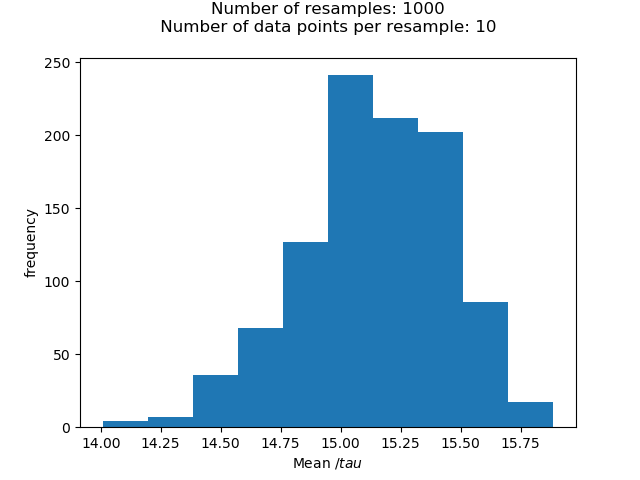 Number of resamples: 1000
Number of data points per resample: 10
250
200
150
100
50
0
frequency
14.00 14.25 14.50 14.75 15.00 15.25 15.50 15.75
Mean /tau